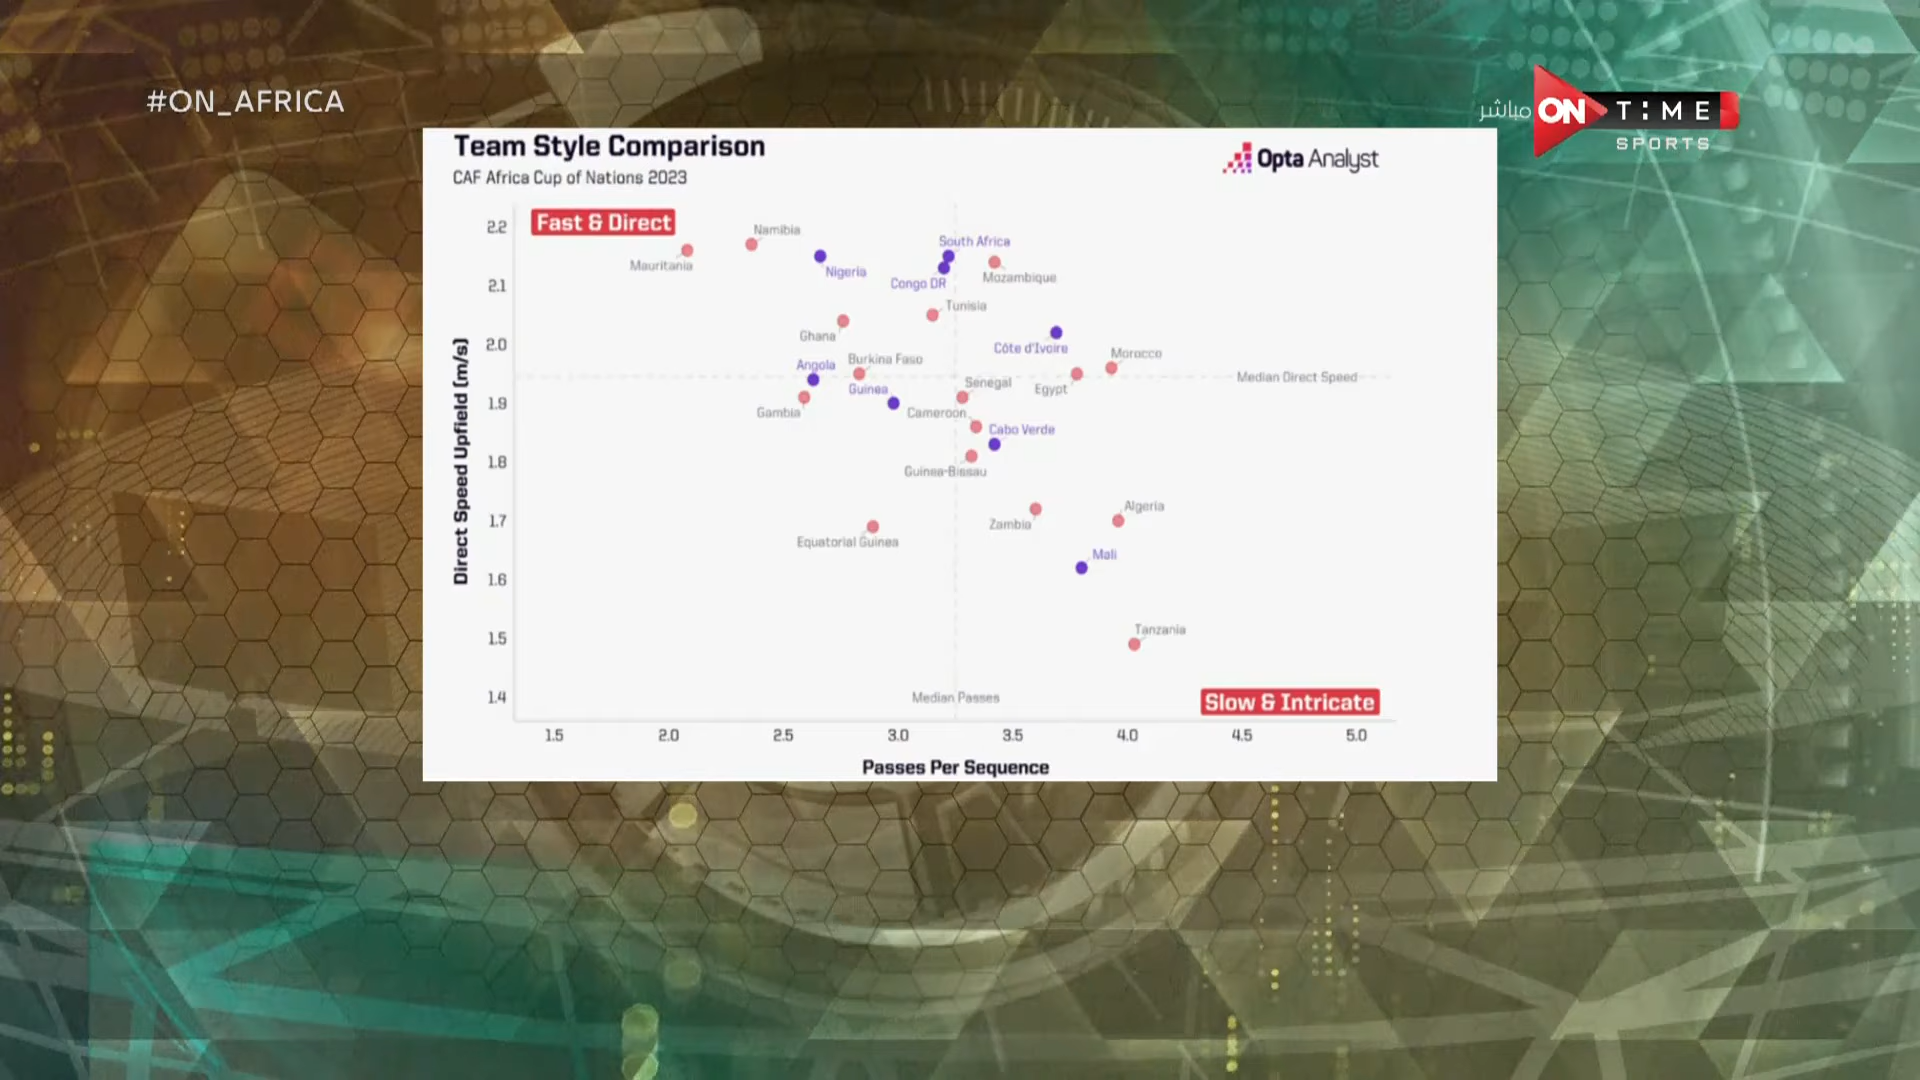 #ON_AFRICA
مباشر
ON TIME
SPORTS
Team Style Comparison
CAF Africa Cup of Nations 2023
Opta Analyst
Fast & Direct
Namibia
Mauritania
Nigeria
South Africa
Congo DR
Mozambique
Tunisia
Ghana
Côte d'Ivoire
Burkina Faso
Morocco
Angola
Median Direct Speed
Guinea
Senegal
Egypt
Gambia
Cameroon
Cabo Verde
Guinea-Bissau
Algeria
Zambia
Equatorial Guinea
Mali
Tanzania
Median Passes
Slow & Intricate
Direct Speed Upfield (m/s)
2.2
2.1
2.0
1.9
1.8
1.7
1.6
1.5
1.4
1.5 2.0 2.5 3.0 3.5 4.0 4.5 5.0
Passes Per Sequence